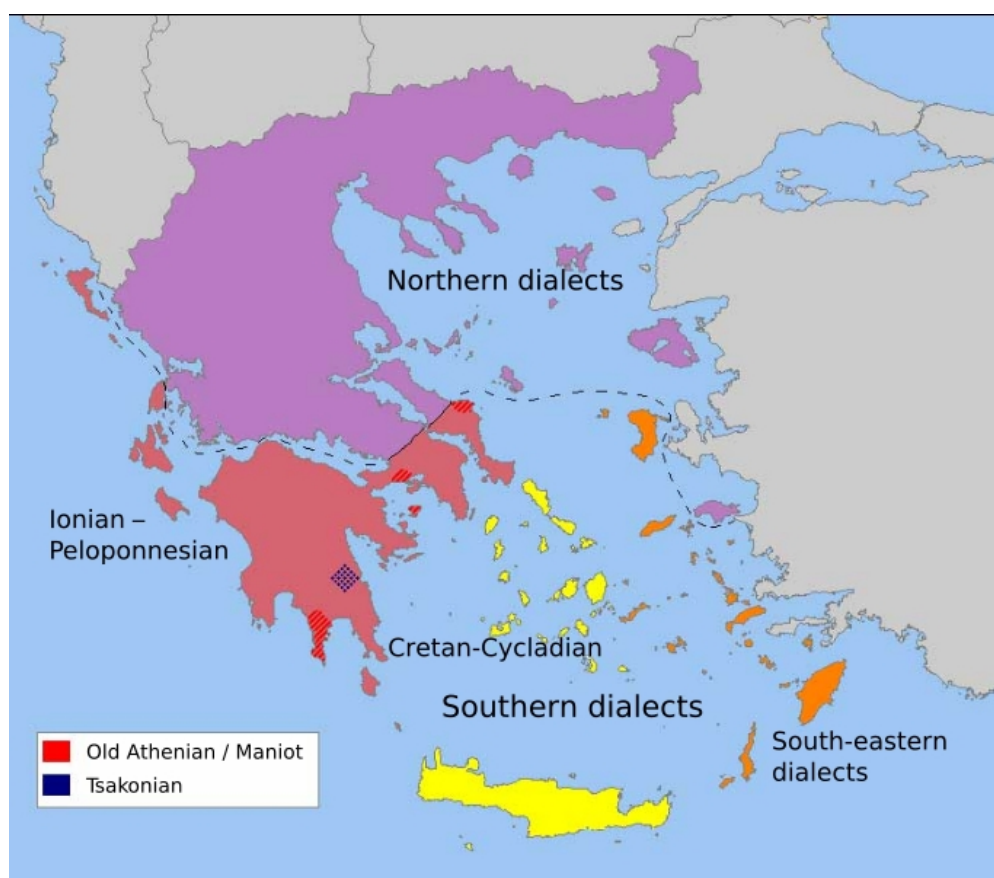 Northern dialects
Ionian –
Peloponnesian
Cretan-Cycladian
Southern dialects
South-eastern
dialects
Old Athenian / Maniot
Tsakonian